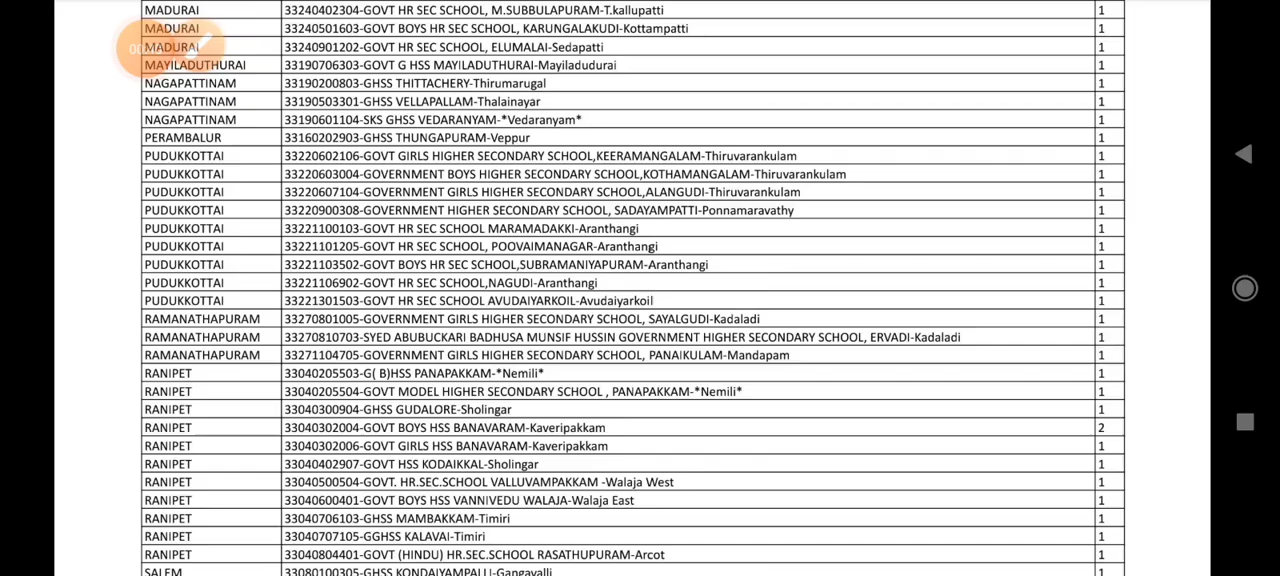 MADURAI 33240402304-GOVT HR SEC SCHOOL, M.SUBBULAPURAM-T.kallupatti 1
MADURAI 33240501603-GOVT BOYS HR SEC SCHOOL, KARUNGALAKUDI-Kottampatti 1
MADURAI 33240901202-GOVT HR SEC SCHOOL, ELUMALAI-Sedapatti 1
MAYILADUTHURAI 33190706303-GOVT G HSS MAYILADUTHURAI-Mayiladudurai 1
NAGAPATTINAM 33190200803-GHSS THITTACHERY-Thirumarugal 1
NAGAPATTINAM 33190503301-GHSS VELLAPALLAM-Thalainayar 1
NAGAPATTINAM 33190601104-SKS GHSS VEDARANYAM-*Vedaranyam* 1
PERAMBALUR 33160202903-GHSS THUNGAPURAM-Veppur 1
PUDUKKOTTAI 33220602106-GOVT GIRLS HIGHER SECONDARY SCHOOL,KEERAMANGALAM-Thiruvarankulam 1
PUDUKKOTTAI 33220603004-GOVERNMENT BOYS HIGHER SECONDARY SCHOOL,KOTHAMANGALAM-Thiruvarankulam 1
PUDUKKOTTAI 33220607104-GOVERNMENT GIRLS HIGHER SECONDARY SCHOOL,ALANGUDI-Thiruvarankulam 1
PUDUKKOTTAI 33220900308-GOVERNMENT HIGHER SECONDARY SCHOOL, SADAYAMPATTI-Ponnamaravathy 1
PUDUKKOTTAI 33221100103-GOVT HR SEC SCHOOL MARAMADAKKI-Aranthangi 1
PUDUKKOTTAI 33221101205-GOVT HR SEC SCHOOL, POOVAIMANAGAR-Aranthangi 1
PUDUKKOTTAI 33221103502-GOVT BOYS HR SEC SCHOOL,SUBRAMANIYAPURAM-Aranthangi 1
PUDUKKOTTAI 33221106902-GOVT HR SEC SCHOOL,NAGUDI-Aranthangi 1
PUDUKKOTTAI 33221301503-GOVT HR SEC SCHOOL AVUDAIYARKOIL-Avudaiyarkoil 1
RAMANATHAPURAM 33270801005-GOVERNMENT GIRLS HIGHER SECONDARY SCHOOL, SAYALGUDI-Kadaladi 1
RAMANATHAPURAM 33270810703-SYED ABUBUCKARI BADHUSA MUNSIF HUSSIN GOVERNMENT HIGHER SECONDARY SCHOOL, ERVADI-Kadaladi 1
RAMANATHAPURAM 33271104705-GOVERNMENT GIRLS HIGHER SECONDARY SCHOOL, PANAIKULAM-Mandapam 1
RANIPET 33040205503-G( B)HSS PANAPAKKAM-*Nemili* 1
RANIPET 33040205504-GOVT MODEL HIGHER SECONDARY SCHOOL , PANAPAKKAM-*Nemili* 1
RANIPET 33040300904-GHSS GUDALORE-Sholingar 1
RANIPET 33040302004-GOVT BOYS HSS BANAVARAM-Kaveripakkam 2
RANIPET 33040302006-GOVT GIRLS HSS BANAVARAM-Kaveripakkam 1
RANIPET 33040402907-GOVT HSS KODAIKKAL-Sholingar 1
RANIPET 33040500504-GOVT. HR.SEC.SCHOOL VALLUVAMPAKKAM -Walaja West 1
RANIPET 33040600401-GOVT BOYS HSS VANNIVEDU WALAJA-Walaja East 1
RANIPET 33040706103-GHSS MAMBAKKAM-Timiri 1
RANIPET 33040707105-GGHSS KALAVAI-Timiri 1
RANIPET 33040804401-GOVT (HINDU) HR.SEC.SCHOOL RASATHUPURAM-Arcot 1
SALEM 33080100305-GHSS KONDAIYAMPALLI-Gangavalli 1